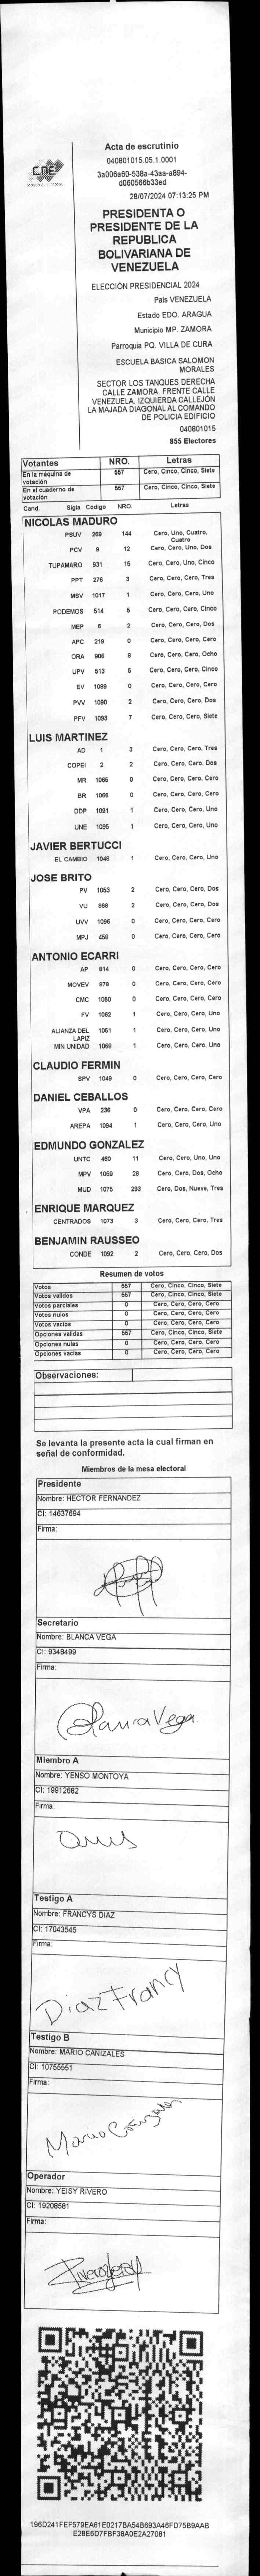 CNE
Acta de escrutinio
040801015.05.1.0001
3a006a60-538a-43aa-a894-
d060566b33ed
28/07/2024 07:13:25 PM
PRESIDENTA O
PRESIDENTE DE LA
REPUBLICA
BOLIVARIANA DE
VENEZUELA
ELECCIÓN PRESIDENCIAL 2024
Pais VENEZUELA
Estado EDO. ARAGUA
Municipio MP. ZAMORA
Parroquia PQ. VILLA DE CURA
ESCUELA BASICA SALOMON
MORALES
SECTOR LOS TANQUES DERECHA
CALLE ZAMORA. FRENTE CALLE
VENEZUELA. IZQUIERDA CALLEJÓN
LA MAJADA DIAGONAL AL COMANDO
DE POLICIA EDIFICIO
040801015
855 Electores
Votantes NRO. Letras
En la máquina de votación 557 Cero, Cinco, Cinco, Siete
En el cuaderno de votación 557 Cero, Cinco, Cinco, Siete
Cand. Sigla Código NRO. Letras
NICOLAS MADURO
PSUV 269 144 Cero, Uno, Cuatro, Cuatro
PCV 9 12 Cero, Cero, Uno, Dos
TUPAMARO 931 15 Cero, Cero, Uno, Cinco
PPT 276 3 Cero, Cero, Cero, Tres
MSV 1017 1 Cero, Cero, Cero, Uno
PODEMOS 514 5 Cero, Cero, Cero, Cinco
MEP 6 2 Cero, Cero, Cero, Dos
APC 219 0 Cero, Cero, Cero, Cero
ORA 906 8 Cero, Cero, Cero, Ocho
UPV 513 5 Cero, Cero, Cero, Cinco
EV 1089 0 Cero, Cero, Cero, Cero
PVV 1090 2 Cero, Cero, Cero, Dos
PFV 1093 7 Cero, Cero, Cero, Siete
LUIS MARTINEZ
AD 1 3 Cero, Cero, Cero, Tres
COPEI 2 2 Cero, Cero, Cero, Dos
MR 1065 0 Cero, Cero, Cero, Cero
BR 1066 0 Cero, Cero, Cero, Cero
DDP 1091 1 Cero, Cero, Cero, Uno
UNE 1095 1 Cero, Cero, Cero, Uno
JAVIER BERTUCCI
EL CAMBIO 1046 1 Cero, Cero, Cero, Uno
JOSE BRITO
PV 1053 2 Cero, Cero, Cero, Dos
VU 868 2 Cero, Cero, Cero, Dos
UVV 1096 0 Cero, Cero, Cero, Cero
MPJ 458 0 Cero, Cero, Cero, Cero
ANTONIO ECARRI
AP 814 0 Cero, Cero, Cero, Cero
MOVEV 878 0 Cero, Cero, Cero, Cero
CMC 1050 0 Cero, Cero, Cero, Cero
FV 1062 1 Cero, Cero, Cero, Uno
ALIANZA DEL LAPIZ 1051 1 Cero, Cero, Cero, Uno
MIN UNIDAD 1068 1 Cero, Cero, Cero, Uno
CLAUDIO FERMIN
SPV 1049 0 Cero, Cero, Cero, Cero
DANIEL CEBALLOS
VPA 236 0 Cero, Cero, Cero, Cero
AREPA 1094 1 Cero, Cero, Cero, Uno
EDMUNDO GONZALEZ
UNTC 460 11 Cero, Cero, Uno, Uno
MPV 1069 28 Cero, Cero, Dos, Ocho
MUD 1075 293 Cero, Dos, Nueve, Tres
ENRIQUE MARQUEZ
CENTRADOS 1073 3 Cero, Cero, Cero, Tres
BENJAMIN RAUSSEO
CONDE 1092 2 Cero, Cero, Cero, Dos
Resumen de votos
Votos 557 Cero, Cinco, Cinco, Siete
Votos validos 557 Cero, Cinco, Cinco, Siete
Votos parciales 0 Cero, Cero, Cero, Cero
Votos nulos 0 Cero, Cero, Cero, Cero
Votos vacios 0 Cero, Cero, Cero, Cero
Opciones validas 557 Cero, Cinco, Cinco, Siete
Opciones nulas 0 Cero, Cero, Cero, Cero
Opciones vacias 0 Cero, Cero, Cero, Cero
Observaciones:
Se levanta la presente acta la cual firman en
señal de conformidad.
Miembros de la mesa electoral
Presidente
Nombre: HECTOR FERNANDEZ
CI: 14637694
Firma:
Secretario
Nombre: BLANCA VEGA
CI: 9348499
Firma:
Blanca Vega
Miembro A
Nombre: YENSO MONTOYA
CI: 19912682
Firma:
Testigo A
Nombre: FRANCYS DIAZ
CI: 17043545
Firma:
Diaz Francy
Testigo B
Nombre: MARIO CANIZALES
CI: 10755551
Firma:
Mario Canizales
Operador
Nombre: YEISY RIVERO
CI: 19208581
Firma:
196D241FEF579EA61E0217BA54B693A46FD75B9AAB
E28E6D7FBF38A0E2A27081